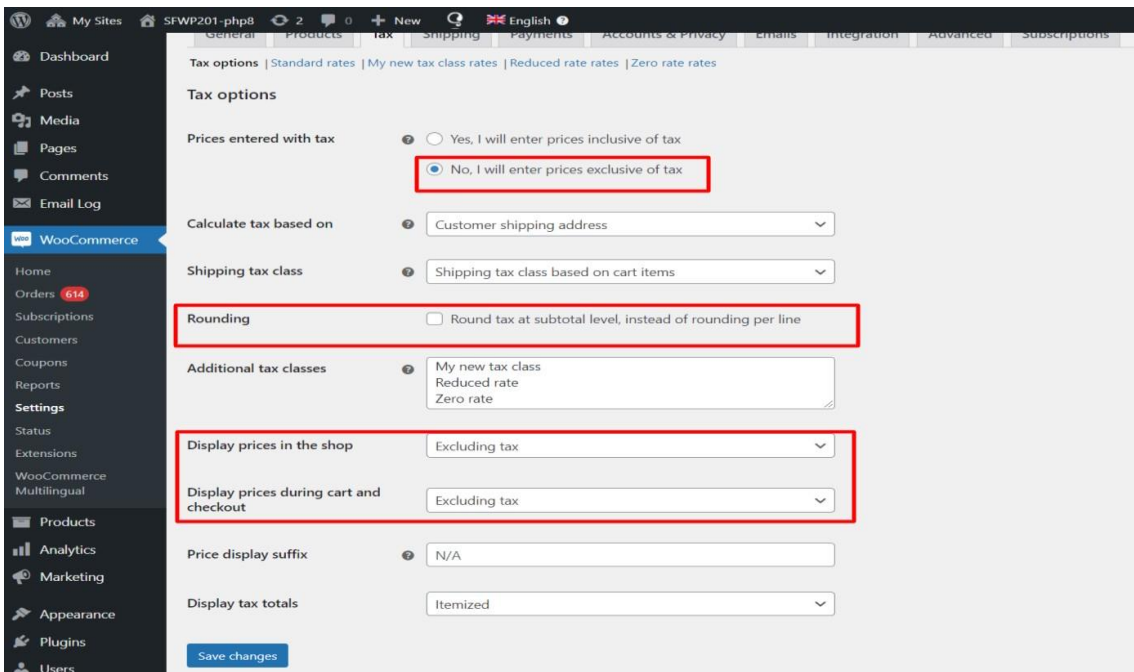 My Sites SFWP201-php8 2 0 + New English
General Products Tax Shipping Payments Accounts & Privacy Emails Integration Advanced Subscriptions
Dashboard
Posts
Media
Pages
Comments
Email Log
WooCommerce
Home
Orders 614
Subscriptions
Customers
Coupons
Reports
Settings
Status
Extensions
WooCommerce
Multilingual
Products
Analytics
Marketing
Appearance
Plugins
Users
Tax options | Standard rates | My new tax class rates | Reduced rate rates | Zero rate rates
Tax options
Prices entered with tax Yes, I will enter prices inclusive of tax
No, I will enter prices exclusive of tax
Calculate tax based on Customer shipping address
Shipping tax class Shipping tax class based on cart items
Rounding Round tax at subtotal level, instead of rounding per line
Additional tax classes My new tax class
Reduced rate
Zero rate
Display prices in the shop Excluding tax
Display prices during cart and
checkout Excluding tax
Price display suffix N/A
Display tax totals Itemized
Save changes